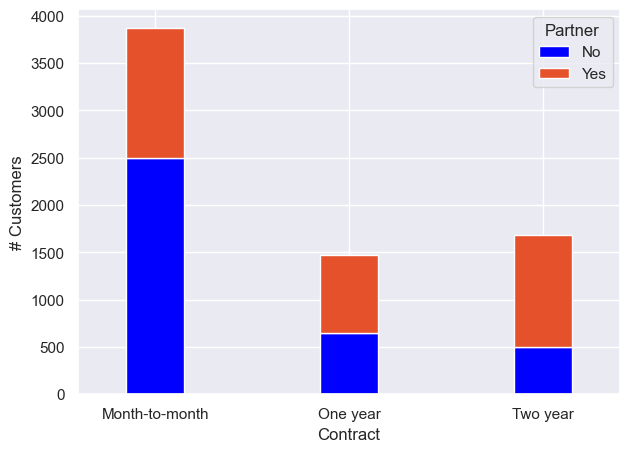 4000
3500
3000
2500
2000
1500
1000
500
0
# Customers
Month-to-month
One year
Two year
Contract
Partner
No
Yes